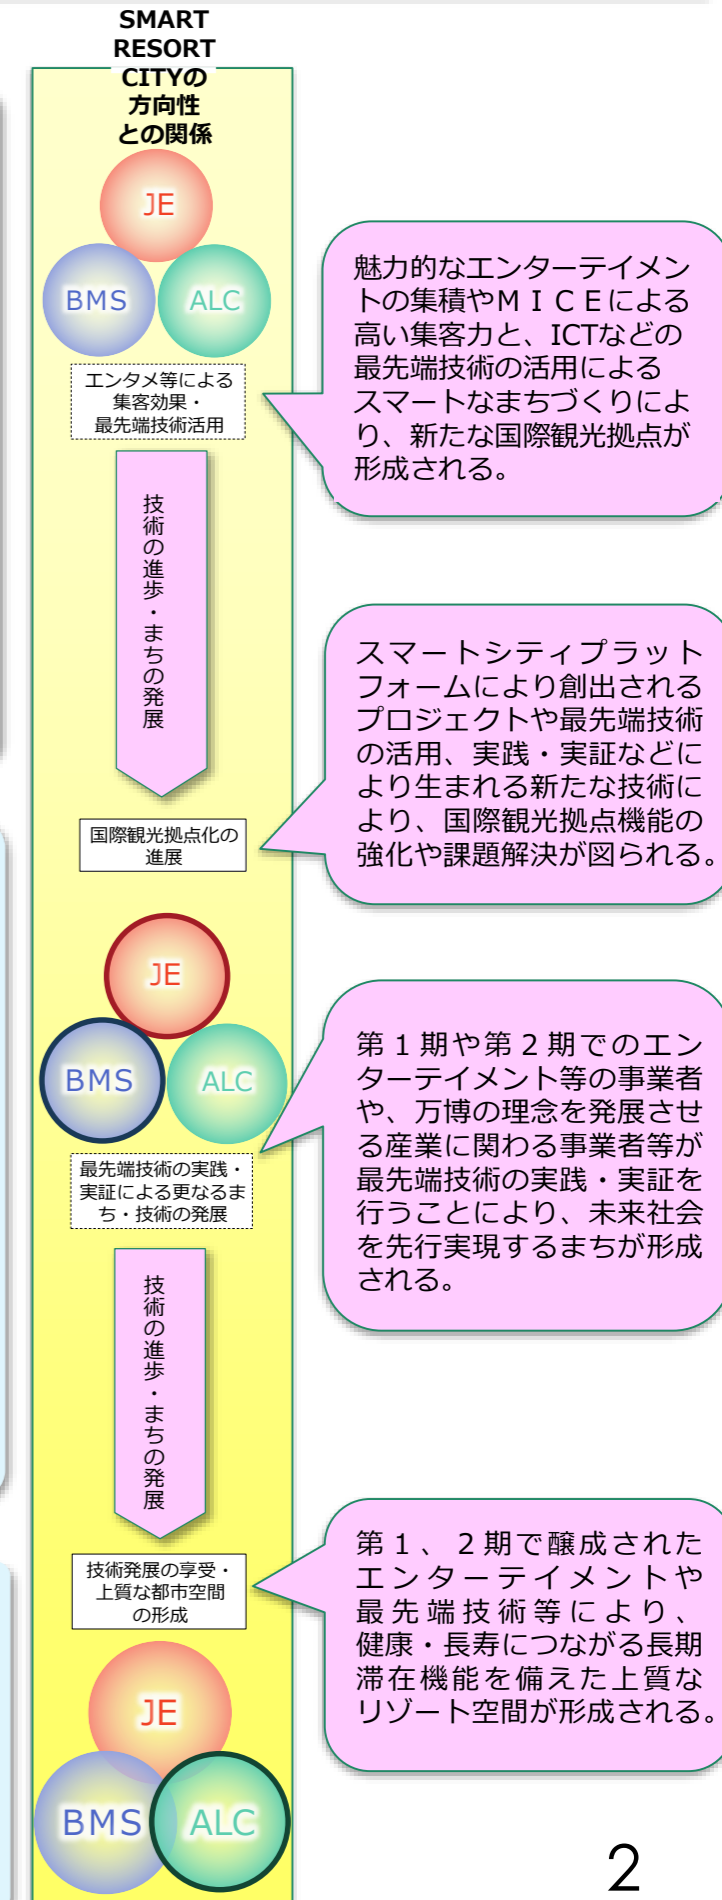 SMART
RESORT
CITYの
方向性
との関係
JE
BMS
ALC
エンタメ等による
集客効果・
最先端技術活用
魅力的なエンターテイメン
トの集積やＭＩＣＥによる
高い集客力と、ICTなどの
最先端技術の活用による
スマートなまちづくりによ
り、新たな国際観光拠点が
形成される。
技術の進歩・まちの発展
国際観光拠点化の
進展
スマートシティプラット
フォームにより創出される
プロジェクトや最先端技術
の活用、実践・実証などに
より生まれる新たな技術に
より、国際観光拠点機能の
強化や課題解決が図られる。
JE
BMS
ALC
最先端技術の実践・
実証による更なるま
ち・技術の発展
第１期や第２期でのエン
ターテイメント等の事業者
や、万博の理念を発展させ
る産業に関わる事業者等が
最先端技術の実践・実証を
行うことにより、未来社会
を先行実現するまちが形成
される。
技術の進歩・まちの発展
技術発展の享受・
上質な都市空間
の形成
第１、２期で醸成された
エンターテイメントや
最先端技術等により、
健康・長寿につながる長期
滞在機能を備えた上質な
リゾート空間が形成される。
JE
BMS
ALC
2